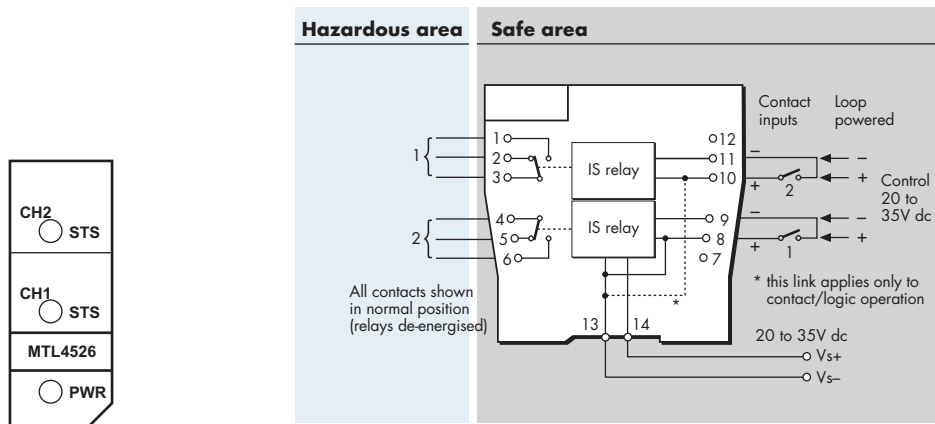 Hazardous area
Safe area
CH2
STS
CH1
STS
MTL4526
PWR
1
2
1
2
3
4
5
6
IS relay
IS relay
12
11
10
9
8
7
13
14
Contact inputs
Loop powered
–
+
2
–
+
1
–
+
–
+
Control
20 to
35V dc
* this link applies only to
contact/logic operation
*
All contacts shown
in normal position
(relays de-energised)
20 to 35V dc
Vs+
Vs–